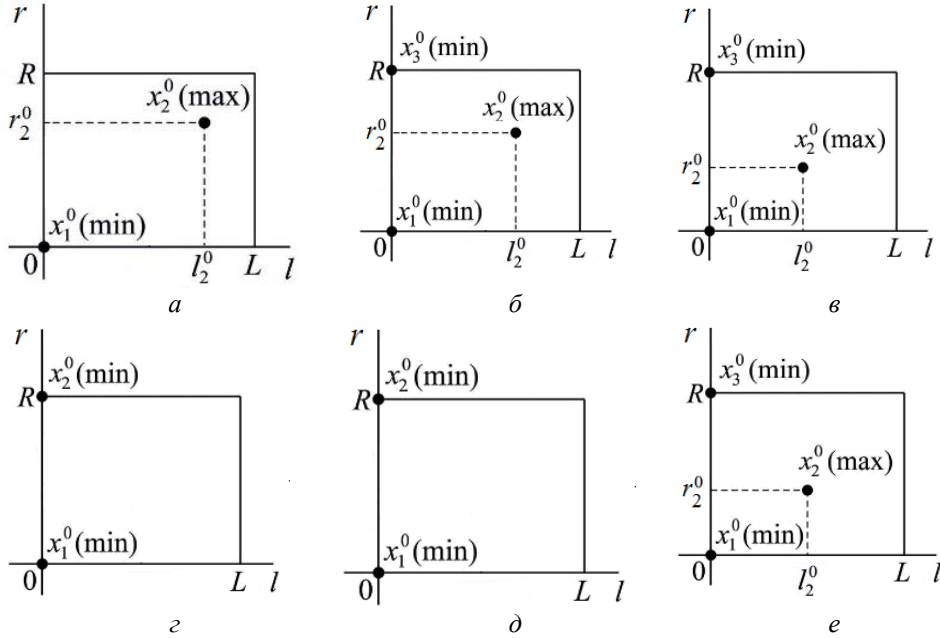 r
R
x₂⁰ (max)
r₂⁰
x₁⁰ (min)
0 l₂⁰ L l
а
r
x₃⁰ (min)
R
x₂⁰ (max)
r₂⁰
x₁⁰ (min)
0 l₂⁰ L l
б
r
x₃⁰ (min)
R
x₂⁰ (max)
r₂⁰
x₁⁰ (min)
0 l₂⁰ L l
в
r
x₂⁰ (min)
R
x₁⁰ (min)
0 L l
г
r
x₂⁰ (min)
R
x₁⁰ (min)
0 L l
д
r
x₃⁰ (min)
R
x₂⁰ (max)
r₂⁰
x₁⁰ (min)
0 l₂⁰ L l
е